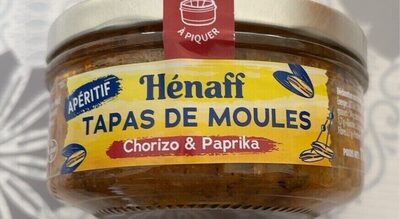 À PIQUER
APÉRITIF
Hénaff
TAPAS DE MOULES
Chorizo & Paprika